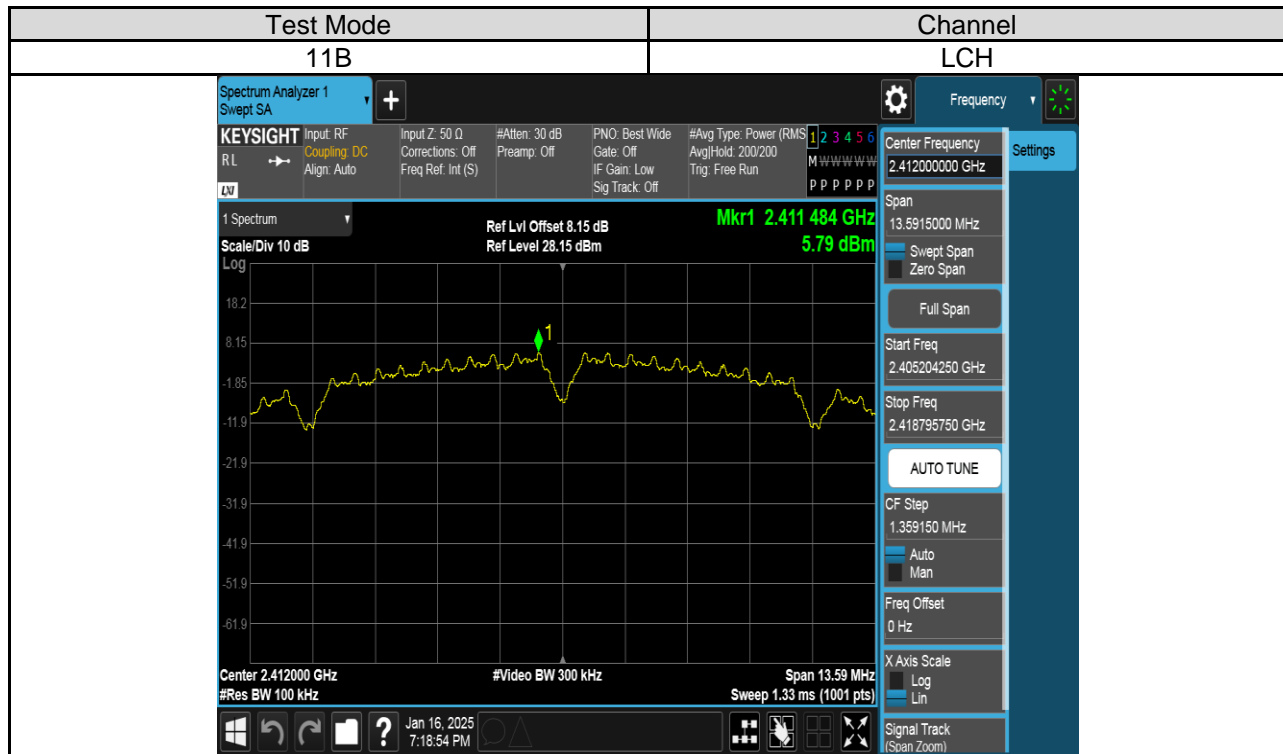 Test Mode Channel
11B LCH
Spectrum Analyzer 1
Swept SA
+
Frequency
KEYSIGHT Input: RF Input Z: 50 Ω #Atten: 30 dB PNO: Best Wide #Avg Type: Power (RMS 1 2 3 4 5 6
RL Coupling: DC Corrections: Off Preamp: Off Gate: Off Avg|Hold: 200/200 M W W W W W
Align: Auto Freq Ref: Int (S) IF Gain: Low Trig: Free Run
LXI Sig Track: Off P P P P P P
Center Frequency
2.412000000 GHz
Settings
Span
13.5915000 MHz
Swept Span
Zero Span
Full Span
Start Freq
2.405204250 GHz
Stop Freq
2.418795750 GHz
AUTO TUNE
CF Step
1.359150 MHz
Auto
Man
Freq Offset
0 Hz
X Axis Scale
Log
Lin
Signal Track
(Span Zoom)
1 Spectrum
Scale/Div 10 dB
Ref Lvl Offset 8.15 dB
Ref Level 28.15 dBm
Mkr1 2.411 484 GHz
5.79 dBm
Log
18.2
8.15
-1.85
-11.9
-21.9
-31.9
-41.9
-51.9
-61.9
1
Center 2.412000 GHz #Video BW 300 kHz Span 13.59 MHz
#Res BW 100 kHz Sweep 1.33 ms (1001 pts)
?
Jan 16, 2025
7:18:54 PM